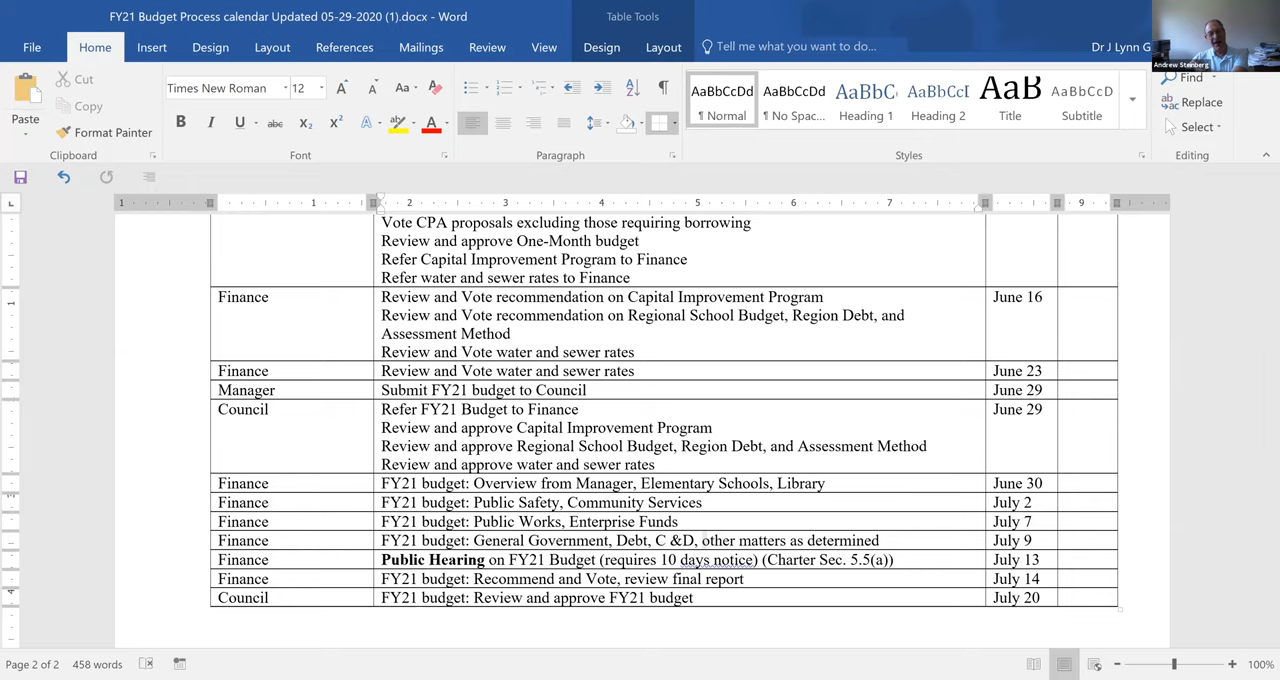 FY21 Budget Process calendar Updated 05-29-2020 (1).docx - Word
Table Tools
File Home Insert Design Layout References Mailings Review View Design Layout Tell me what you want to do...
Dr J Lynn G
Andrew Steinberg
Paste
Cut
Copy
Format Painter
Clipboard
Times New Roman 12
Font
Paragraph
AaBbCcDd AaBbCcDd AaBbC AaBbCcD AaB AaBbCcD
¶ Normal ¶ No Spac... Heading 1 Heading 2 Title Subtitle
Styles
Find
Replace
Select
Editing
1 1 2 3 4 5 6 7 9
Vote CPA proposals excluding those requiring borrowing
Review and approve One-Month budget
Refer Capital Improvement Program to Finance
Refer water and sewer rates to Finance
Finance Review and Vote recommendation on Capital Improvement Program June 16
Review and Vote recommendation on Regional School Budget, Region Debt, and
Assessment Method
Review and Vote water and sewer rates
Finance Review and Vote water and sewer rates June 23
Manager Submit FY21 budget to Council June 29
Council Refer FY21 Budget to Finance June 29
Review and approve Capital Improvement Program
Review and approve Regional School Budget, Region Debt, and Assessment Method
Review and approve water and sewer rates
Finance FY21 budget: Overview from Manager, Elementary Schools, Library June 30
Finance FY21 budget: Public Safety, Community Services July 2
Finance FY21 budget: Public Works, Enterprise Funds July 7
Finance FY21 budget: General Government, Debt, C &D, other matters as determined July 9
Finance Public Hearing on FY21 Budget (requires 10 days notice) (Charter Sec. 5.5(a)) July 13
Finance FY21 budget: Recommend and Vote, review final report July 14
Council FY21 budget: Review and approve FY21 budget July 20
Page 2 of 2 458 words 100%